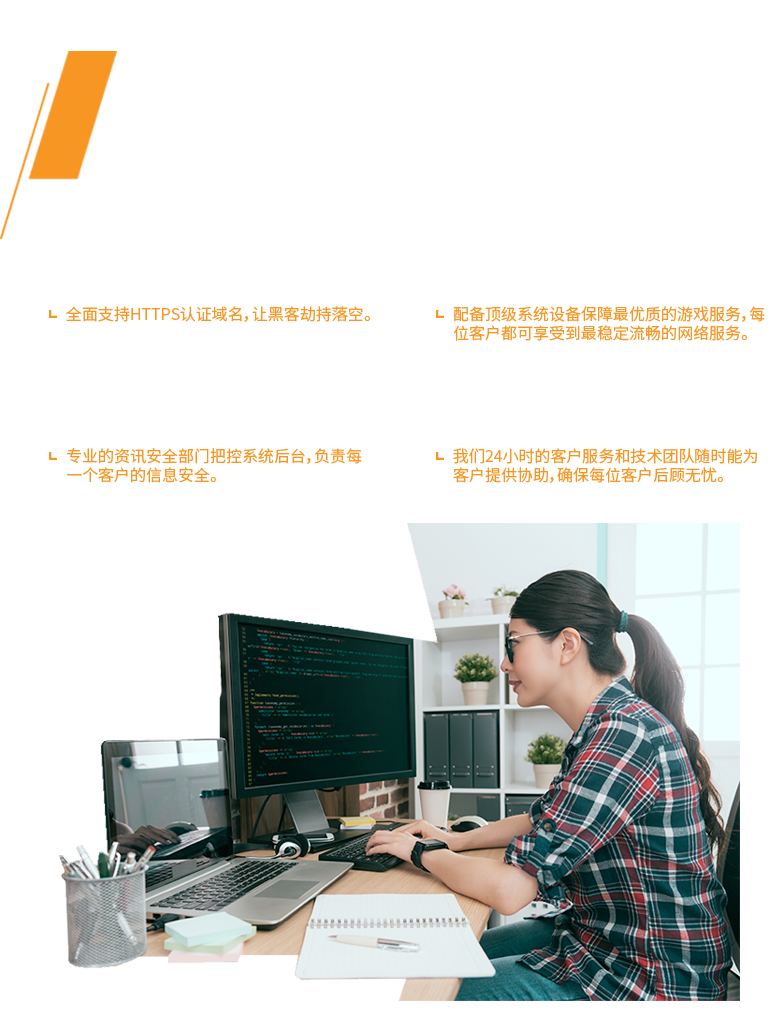 全面支持HTTPS认证域名，让黑客劫持落空。
配备顶级系统设备保障最优质的游戏服务，每
位客户都可享受到最稳定流畅的网络服务。
专业的资讯安全部门把控系统后台，负责每
一个客户的信息安全。
我们24小时的客户服务和技术团队随时能为
客户提供协助，确保每位客户后顾无忧。